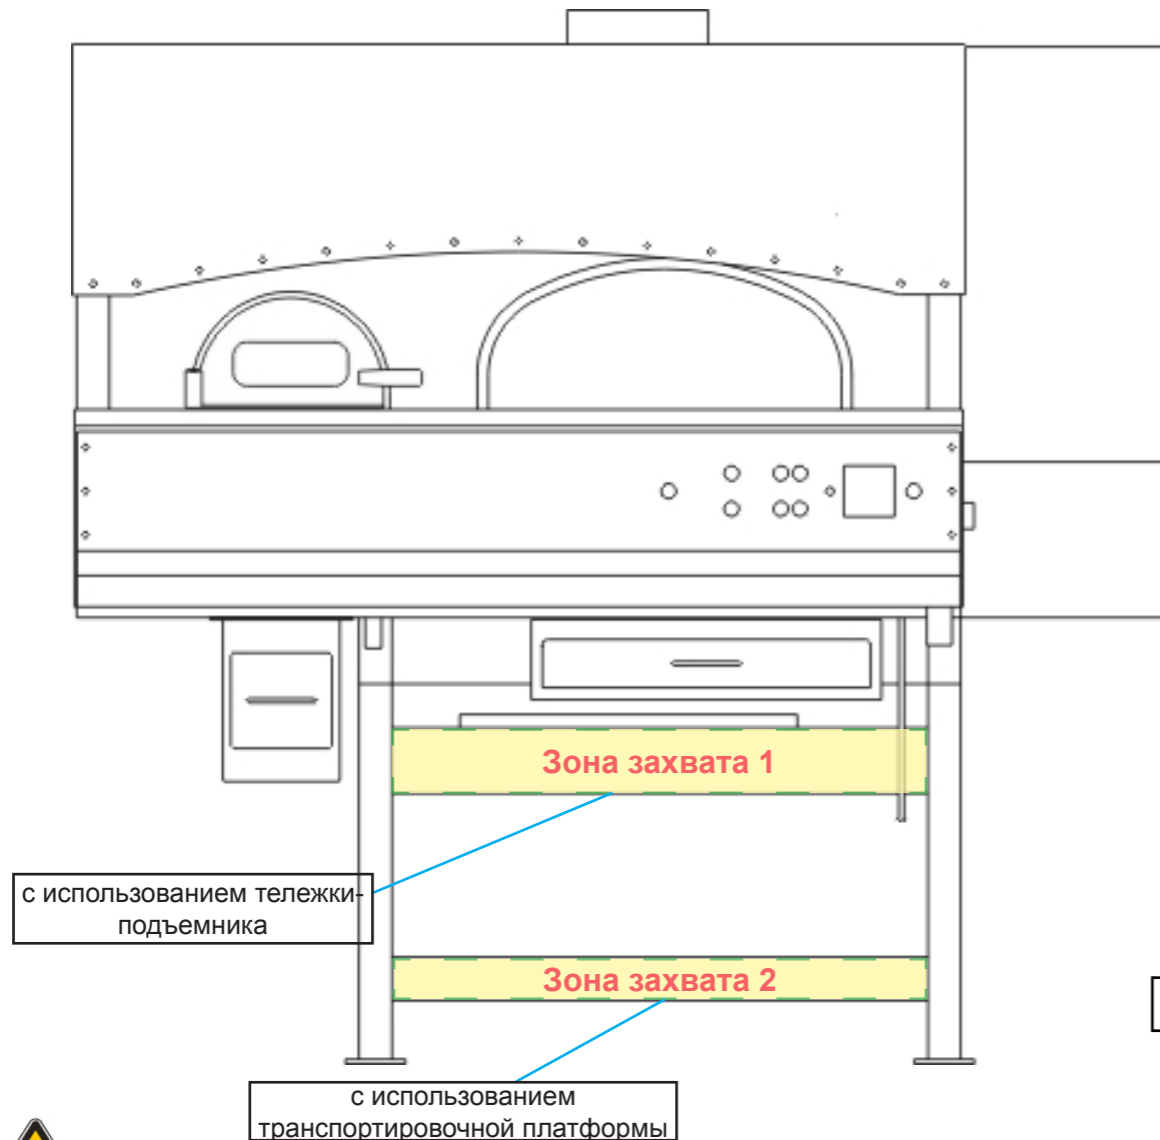 Зона захвата 1
с использованием тележки-
подъемника
Зона захвата 2
с использованием
транспортировочной платформы